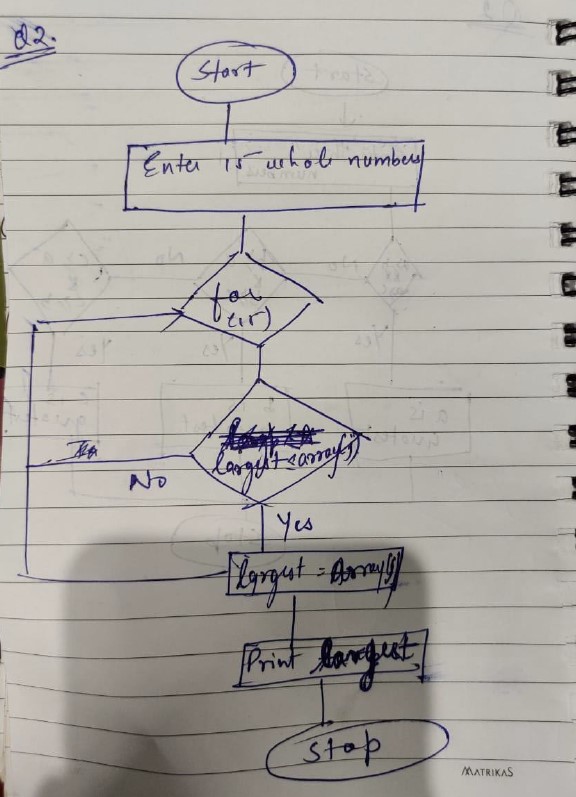 Q2.
Start
Enter 15 whole numbers
for
(15)
largest < array[j]
No
Yes
largest = Array[j]
Print largest
stop
MATRIKAS